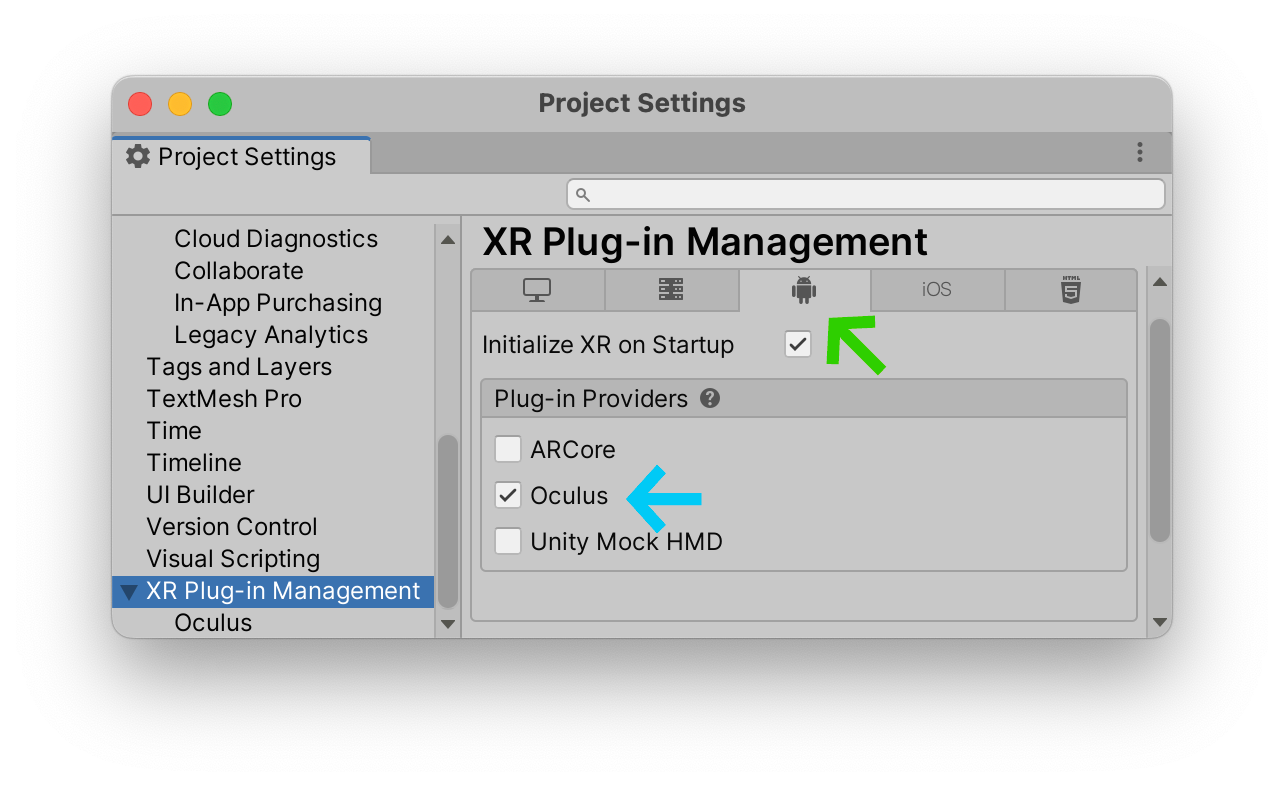 Project Settings
Project Settings
Cloud Diagnostics
Collaborate
In-App Purchasing
Legacy Analytics
Tags and Layers
TextMesh Pro
Time
Timeline
UI Builder
Version Control
Visual Scripting
XR Plug-in Management
Oculus
XR Plug-in Management
iOS
HTML
5
Initialize XR on Startup
Plug-in Providers ?
ARCore
Oculus
Unity Mock HMD